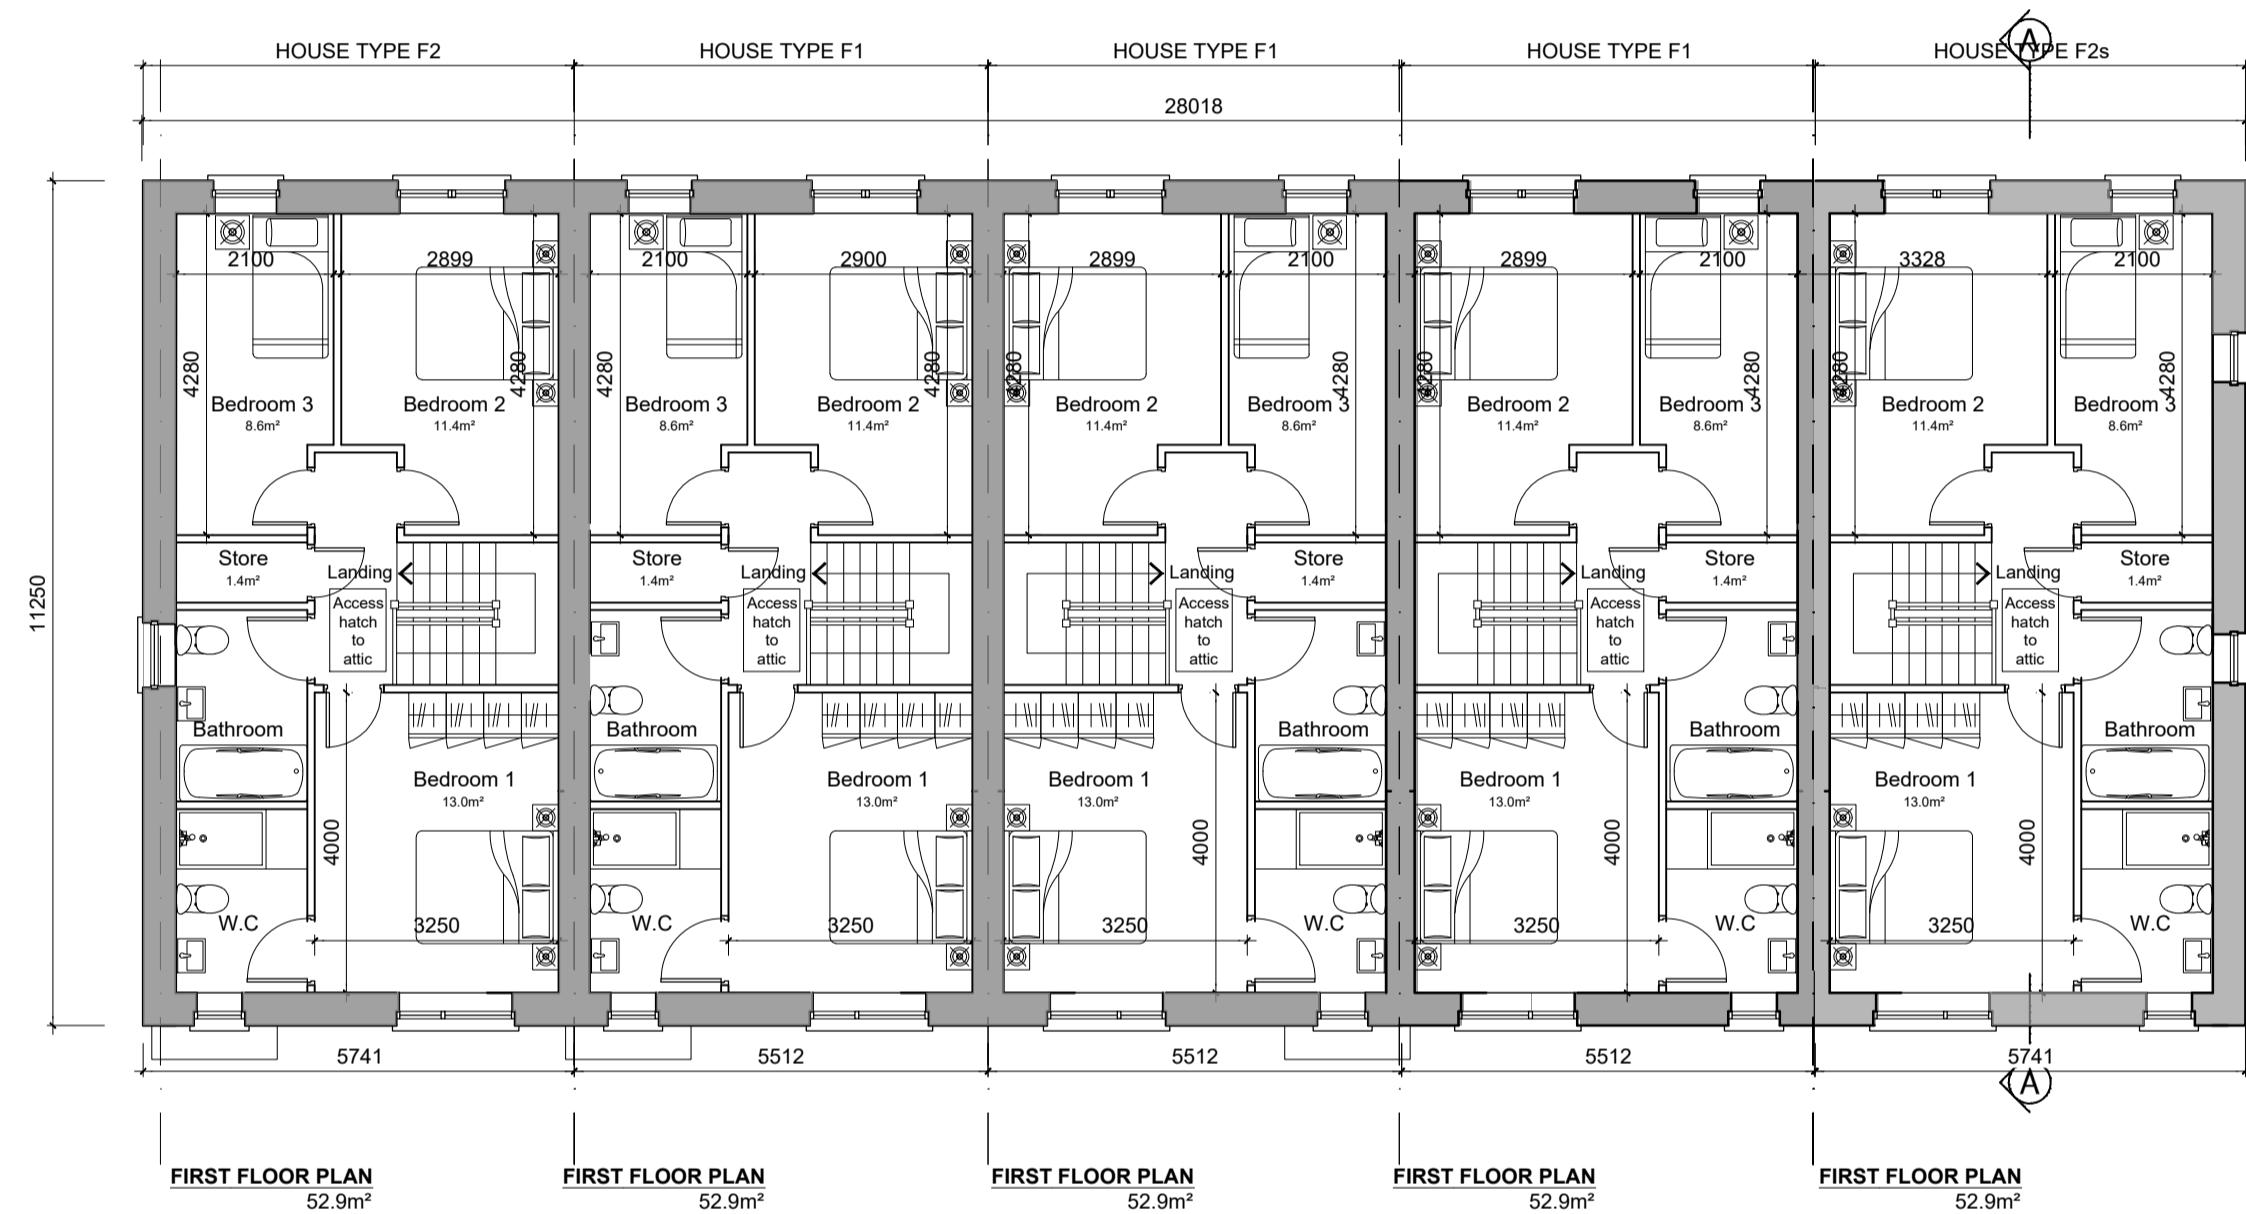 HOUSE TYPE F2
HOUSE TYPE F1
HOUSE TYPE F1
HOUSE TYPE F1
HOUSE TYPE F2s
A
28018
11250
2100
2899
2100
2900
2899
2100
2899
2100
3328
2100
4280
4280
4280
4280
4280
4280
4280
4280
4280
4280
Bedroom 3
8.6m²
Bedroom 2
11.4m²
Bedroom 3
8.6m²
Bedroom 2
11.4m²
Bedroom 2
11.4m²
Bedroom 3
8.6m²
Bedroom 2
11.4m²
Bedroom 3
8.6m²
Bedroom 2
11.4m²
Bedroom 3
8.6m²
Store
1.4m²
Landing
Access
hatch
to
attic
Store
1.4m²
Landing
Access
hatch
to
attic
Landing
Access
hatch
to
attic
Store
1.4m²
Landing
Access
hatch
to
attic
Store
1.4m²
Landing
Access
hatch
to
attic
Store
1.4m²
Bathroom
Bathroom
Bathroom
Bathroom
Bathroom
Bedroom 1
13.0m²
Bedroom 1
13.0m²
Bedroom 1
13.0m²
Bedroom 1
13.0m²
Bedroom 1
13.0m²
4000
4000
4000
4000
W.C
3250
W.C
3250
3250
W.C
3250
W.C
3250
W.C
5741
5512
5512
5512
5741
A
FIRST FLOOR PLAN
52.9m²
FIRST FLOOR PLAN
52.9m²
FIRST FLOOR PLAN
52.9m²
FIRST FLOOR PLAN
52.9m²
FIRST FLOOR PLAN
52.9m²